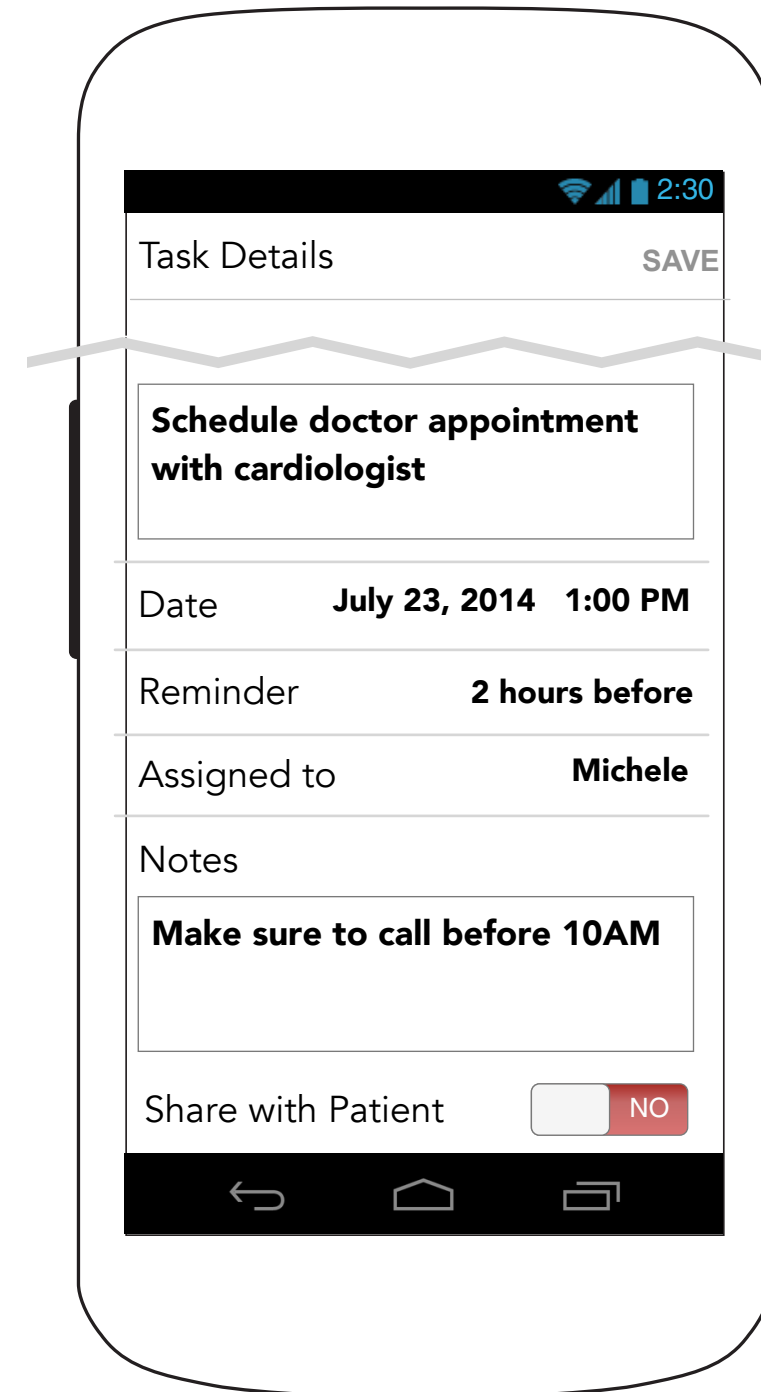 2:30
Task Details SAVE
Schedule doctor appointment
with cardiologist
Date July 23, 2014 1:00 PM
Reminder 2 hours before
Assigned to Michele
Notes
Make sure to call before 10AM
Share with Patient NO